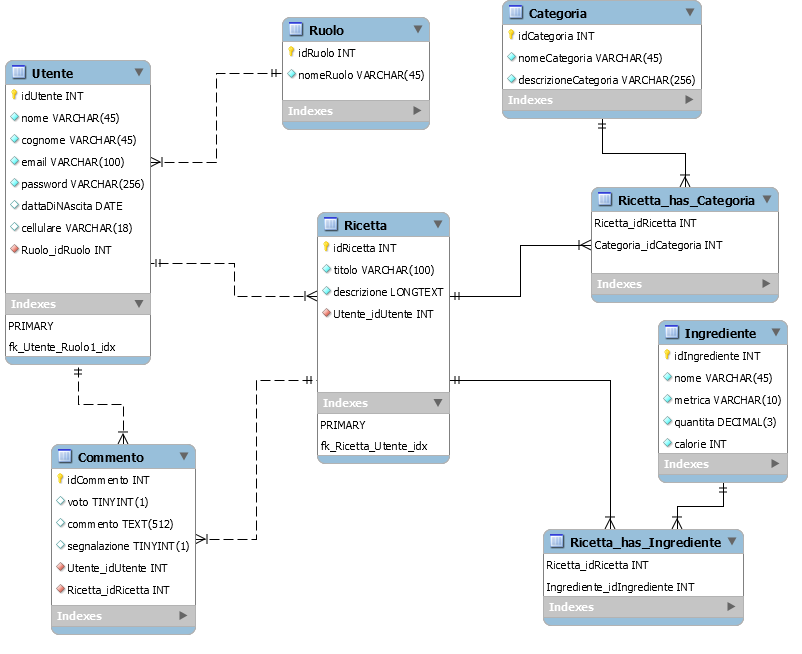 Utente
idUtente INT
nome VARCHAR(45)
cognome VARCHAR(45)
email VARCHAR(100)
password VARCHAR(256)
dattaDiNAscita DATE
cellulare VARCHAR(18)
Ruolo_idRuolo INT
Indexes
PRIMARY
fk_Utente_Ruolo1_idx
Ruolo
idRuolo INT
nomeRuolo VARCHAR(45)
Indexes
Categoria
idCategoria INT
nomeCategoria VARCHAR(45)
descrizioneCategoria VARCHAR(256)
Indexes
Ricetta
idRicetta INT
titolo VARCHAR(100)
descrizione LONGTEXT
Utente_idUtente INT
Indexes
PRIMARY
fk_Ricetta_Utente_idx
Ricetta_has_Categoria
Ricetta_idRicetta INT
Categoria_idCategoria INT
Indexes
Ingrediente
idIngrediente INT
nome VARCHAR(45)
metrica VARCHAR(10)
quantita DECIMAL(3)
calorie INT
Indexes
Commento
idCommento INT
voto TINYINT(1)
commento TEXT(512)
segnalazione TINYINT(1)
Utente_idUtente INT
Ricetta_idRicetta INT
Indexes
Ricetta_has_Ingrediente
Ricetta_idRicetta INT
Ingrediente_idIngrediente INT
Indexes